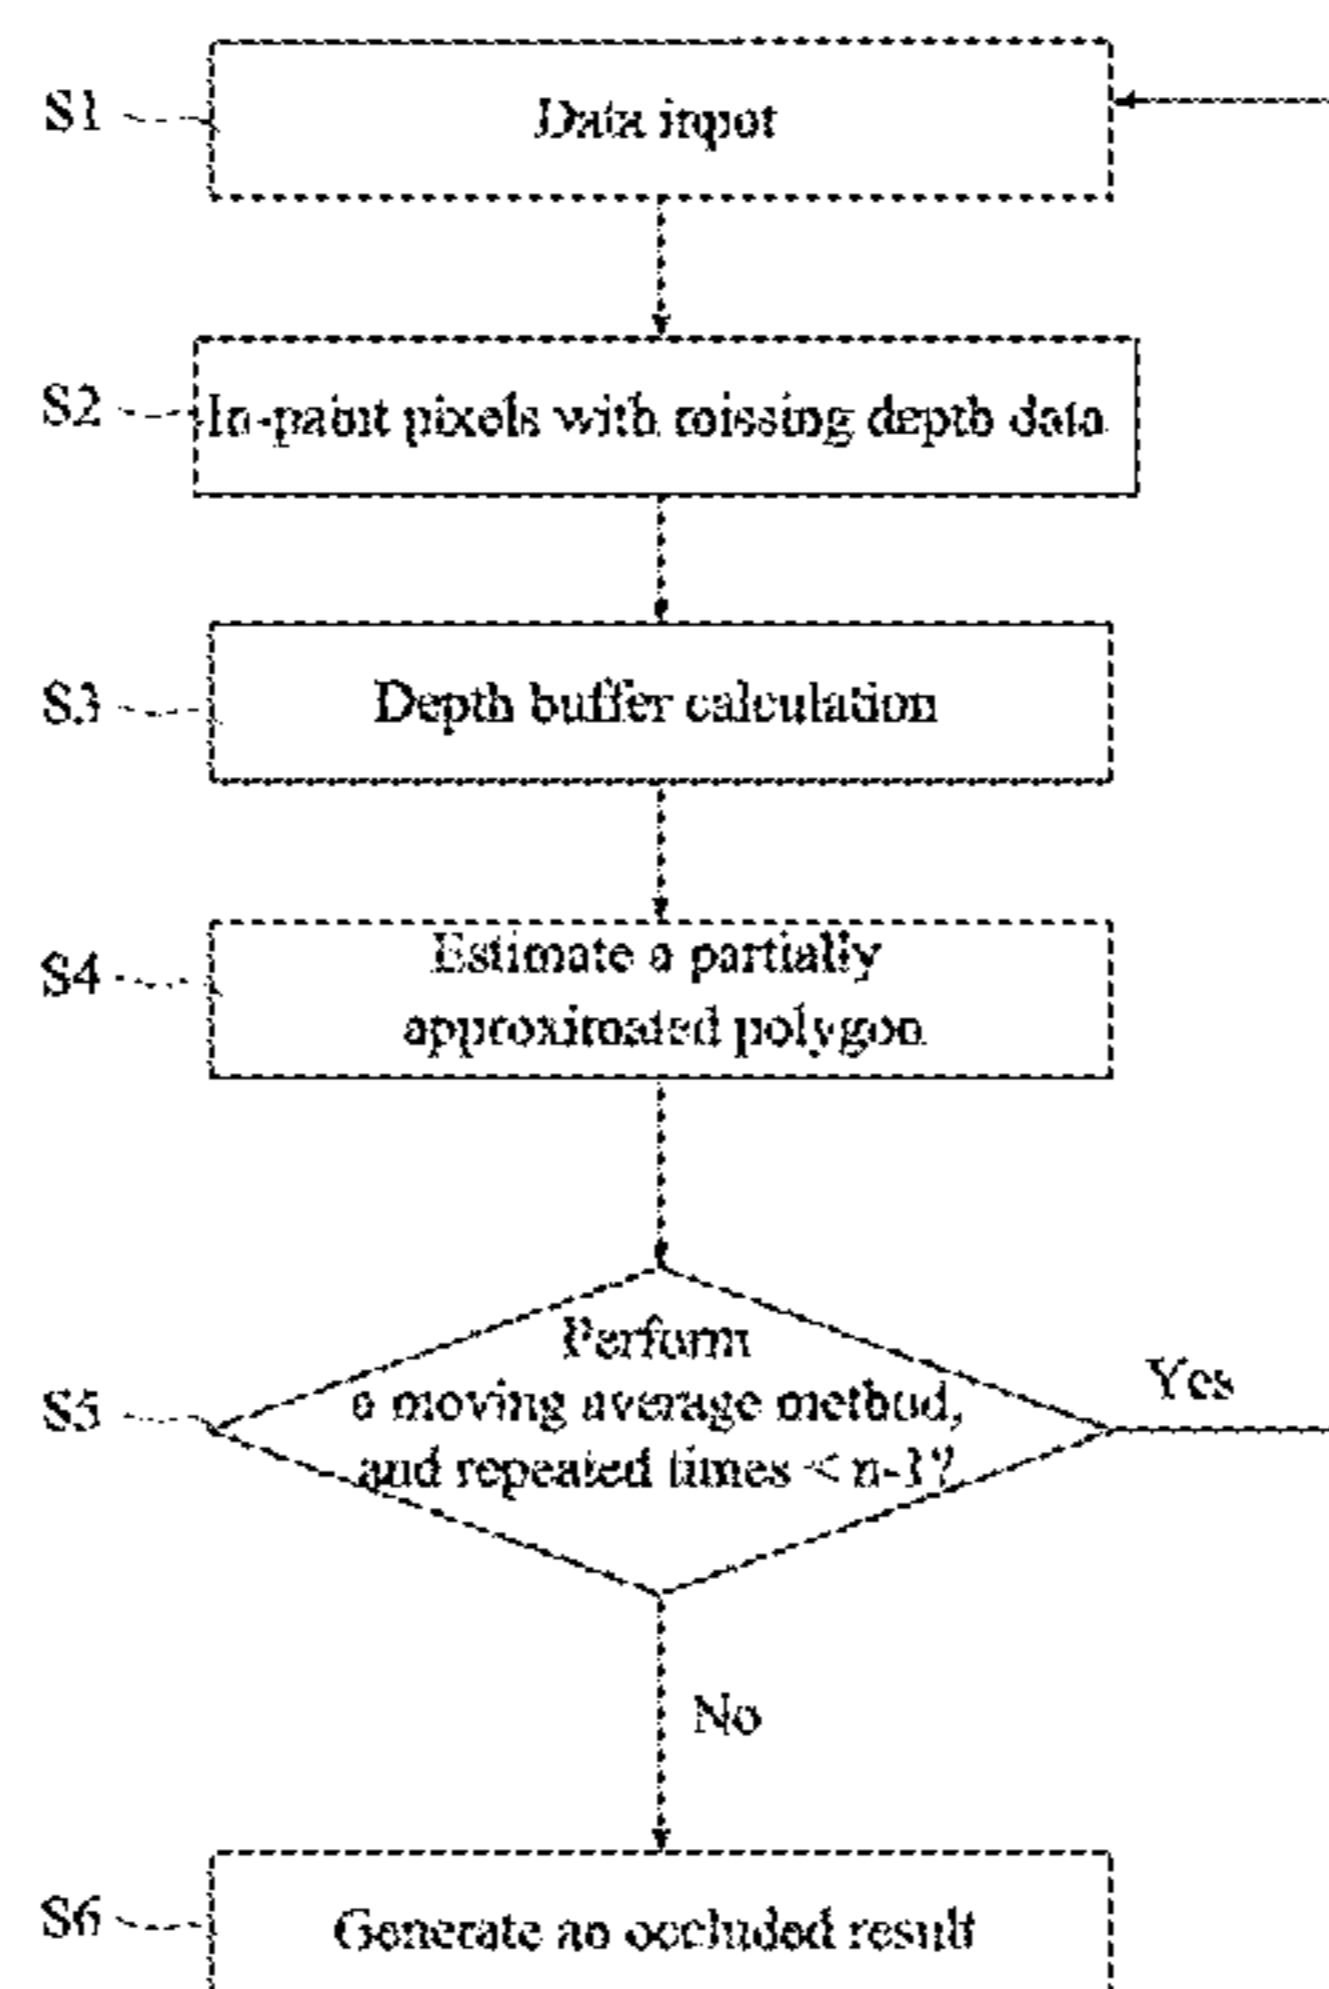 S1
Data input
S2
In-paint pixels with missing depth data
S3
Depth buffer calculation
S4
Estimate a partially
approximated polygon
S5
Perform
a moving average method,
and repeated times < n-1?
Yes
No
S6
Generate an occluded result